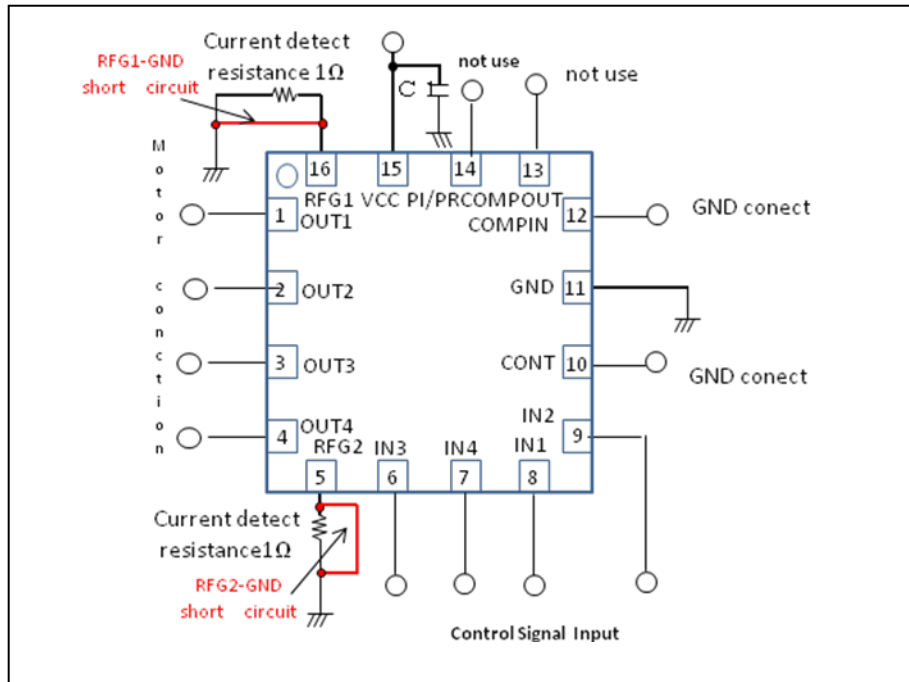 Current detect
resistance 1Ω
RFG1-GND
short circuit
C 1
not use
not use
16
15
14
13
RFG1 VCC PI/PRCOMPOUT
Motor connction
1
OUT1
COMPIN
12
GND conect
2
OUT2
GND
11
3
OUT3
CONT
10
GND conect
4
OUT4
IN2
9
RFG2
IN3
IN4
IN1
5
6
7
8
Current detect
resistance1Ω
RFG2-GND
short circuit
Control Signal Input